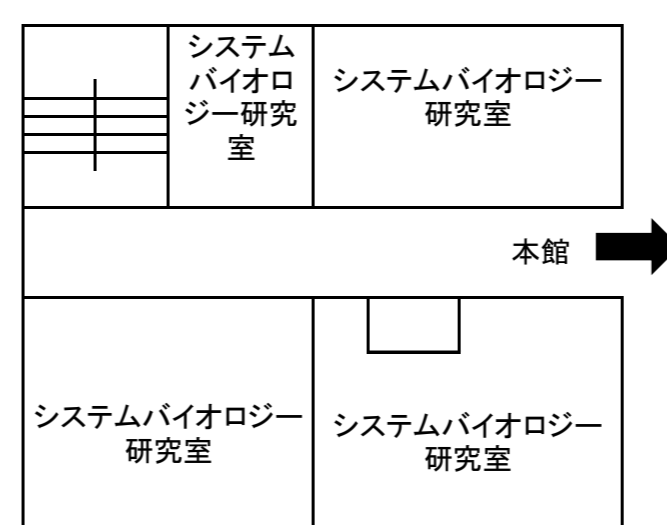 システム
バイオロ
ジー研究
室
システムバイオロジー
研究室
本館
システムバイオロジー
研究室
システムバイオロジー
研究室